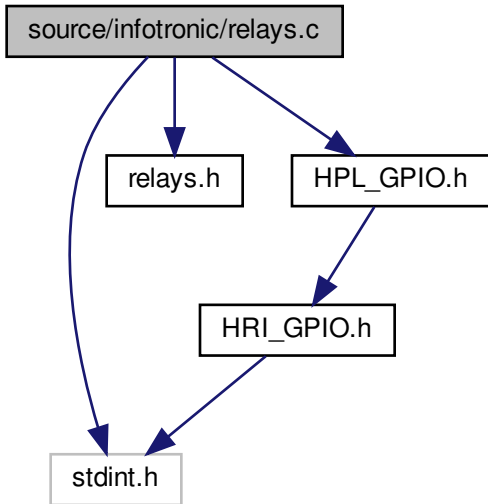 source/infotronic/relays.c
relays.h
HPL_GPIO.h
HRI_GPIO.h
stdint.h